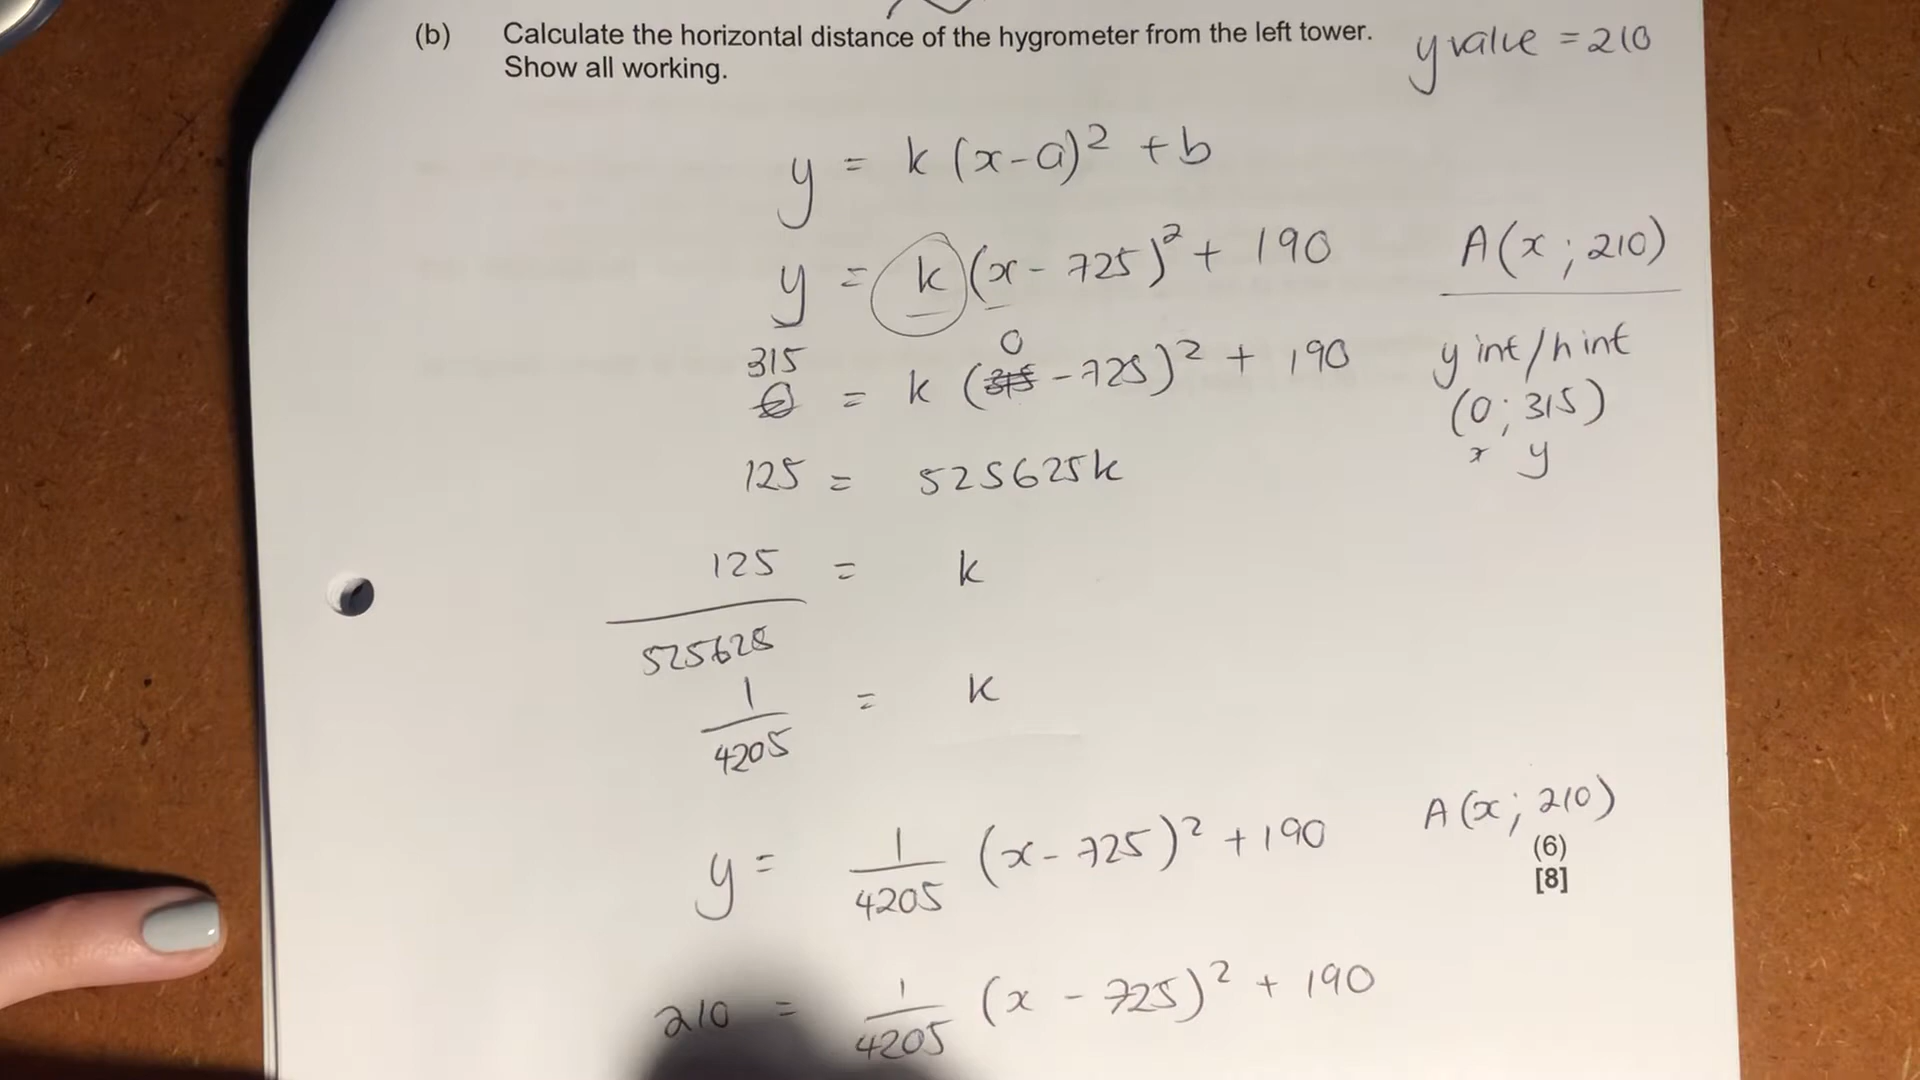 (b) Calculate the horizontal distance of the hygrometer from the left tower.
Show all working.
y value = 210
y = k (x-a)² + b
y = k (x - 725)² + 190
A(x ; 210)
315
0
= k ( - 725)² + 190
y int/h int
(0 ; 315)
x y
125 = 525625k
125 = k
525625
1 = k
4205
y = 1 (x - 725)² + 190
4205
A(x ; 210)
(6)
[8]
210 = 1 (x - 725)² + 190
4205